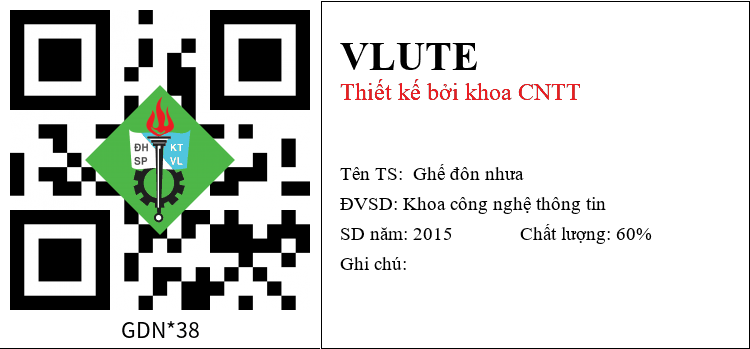 ĐH KT
SP VL
GDN*38
VLUTE
Thiết kế bởi khoa CNTT
Tên TS: Ghế đôn nhưa
ĐVSD: Khoa công nghệ thông tin
SD năm: 2015 Chất lượng: 60%
Ghi chú: